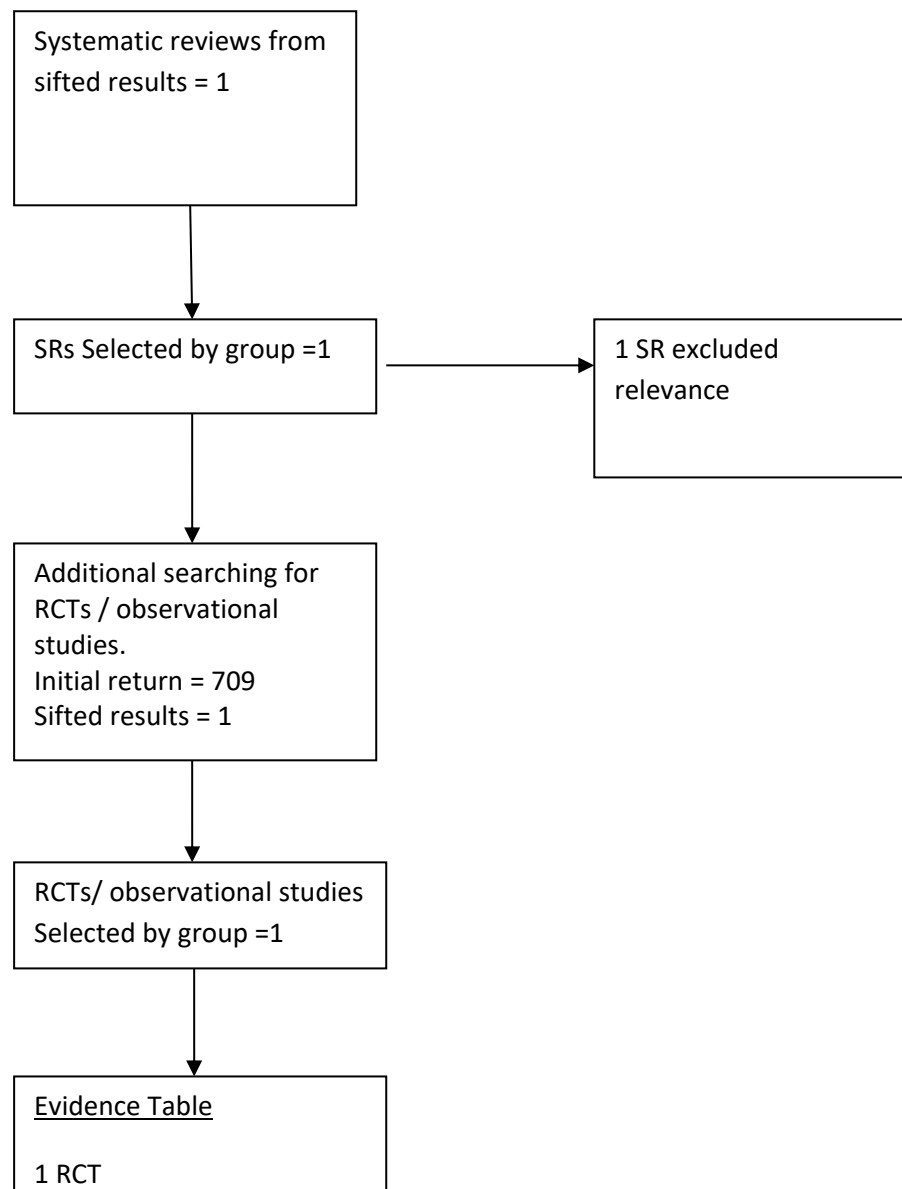 Systematic reviews from
sifted results = 1
SRs Selected by group =1
1 SR excluded
relevance
Additional searching for
RCTs / observational
studies.
Initial return = 709
Sifted results = 1
RCTs/ observational studies
Selected by group =1
Evidence Table
1 RCT